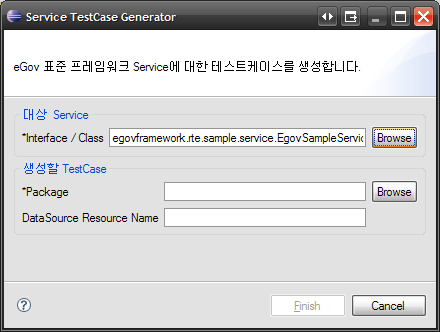 Service TestCase Generator
eGov 표준 프레임워크 Service에 대한 테스트케이스를 생성합니다.
대상 Service
*Interface / Class egovframework.rte.sample.service.EgovSampleServic Browse
생성할 TestCase
*Package Browse
DataSource Resource Name
? Finish Cancel